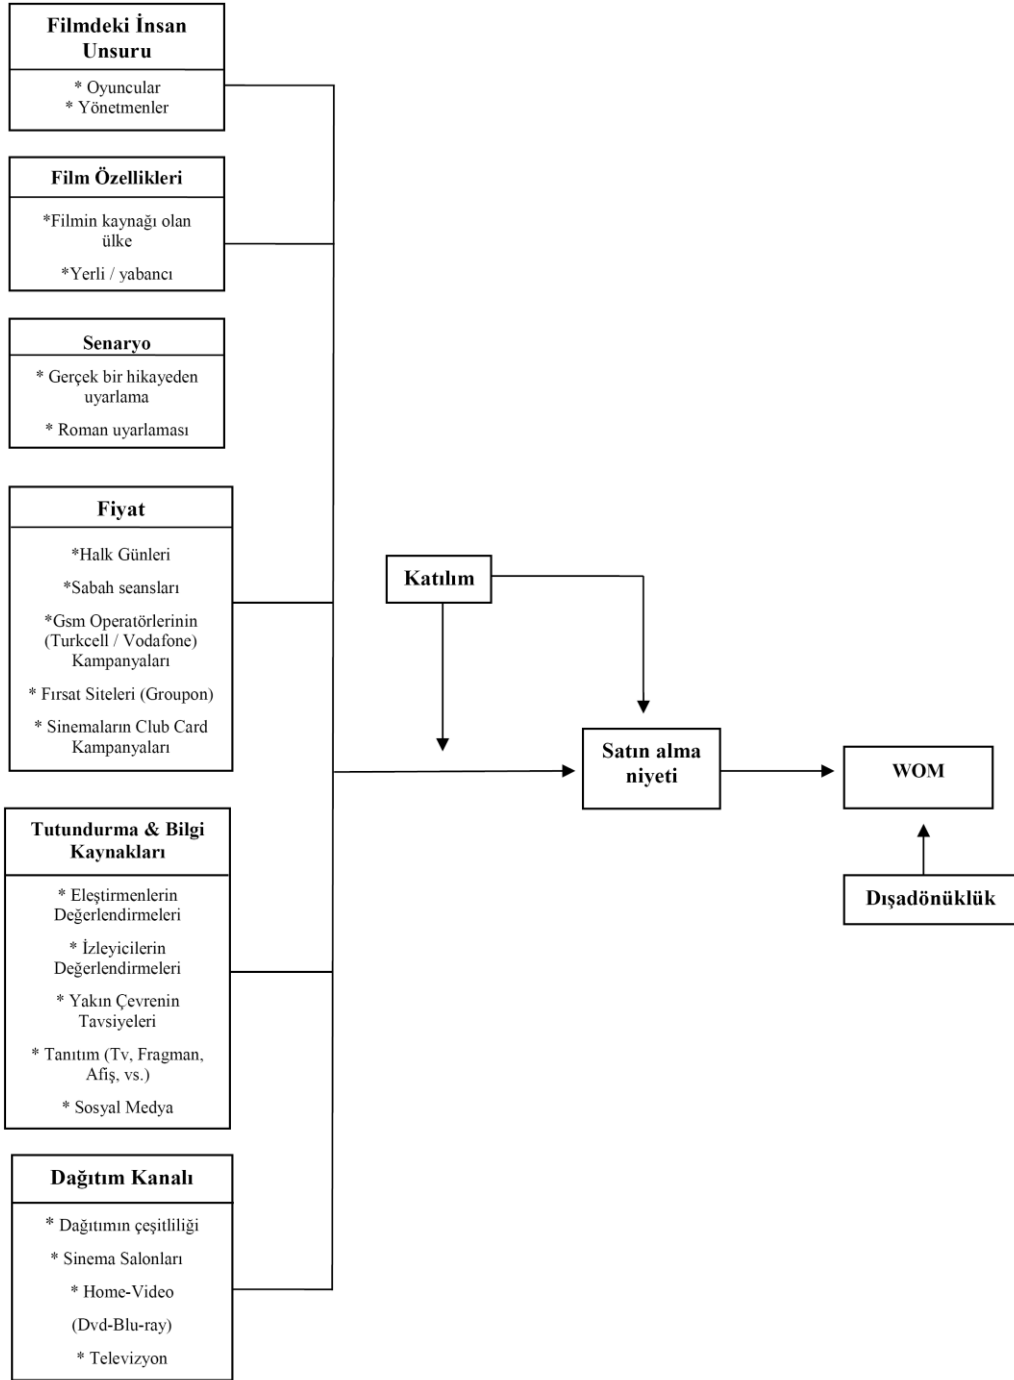 Filmdeki İnsan
Unsuru
* Oyuncular
* Yönetmenler
Film Özellikleri
*Filmin kaynağı olan
ülke
*Yerli / yabancı
Senaryo
* Gerçek bir hikayeden
uyarlama
* Roman uyarlaması
Fiyat
*Halk Günleri
*Sabah seansları
*Gsm Operatörlerinin
(Turkcell / Vodafone)
Kampanyaları
* Fırsat Siteleri (Groupon)
* Sinemaların Club Card
Kampanyaları
Tutundurma & Bilgi
Kaynakları
* Eleştirmenlerin
Değerlendirmeleri
* İzleyicilerin
Değerlendirmeleri
* Yakın Çevrenin
Tavsiyeleri
* Tanıtım (Tv, Fragman,
Afiş, vs.)
* Sosyal Medya
Dağıtım Kanalı
* Dağıtımın çeşitliliği
* Sinema Salonları
* Home-Video
(Dvd-Blu-ray)
* Televizyon
Katılım
Satın alma
niyeti
WOM
Dışadönüklük